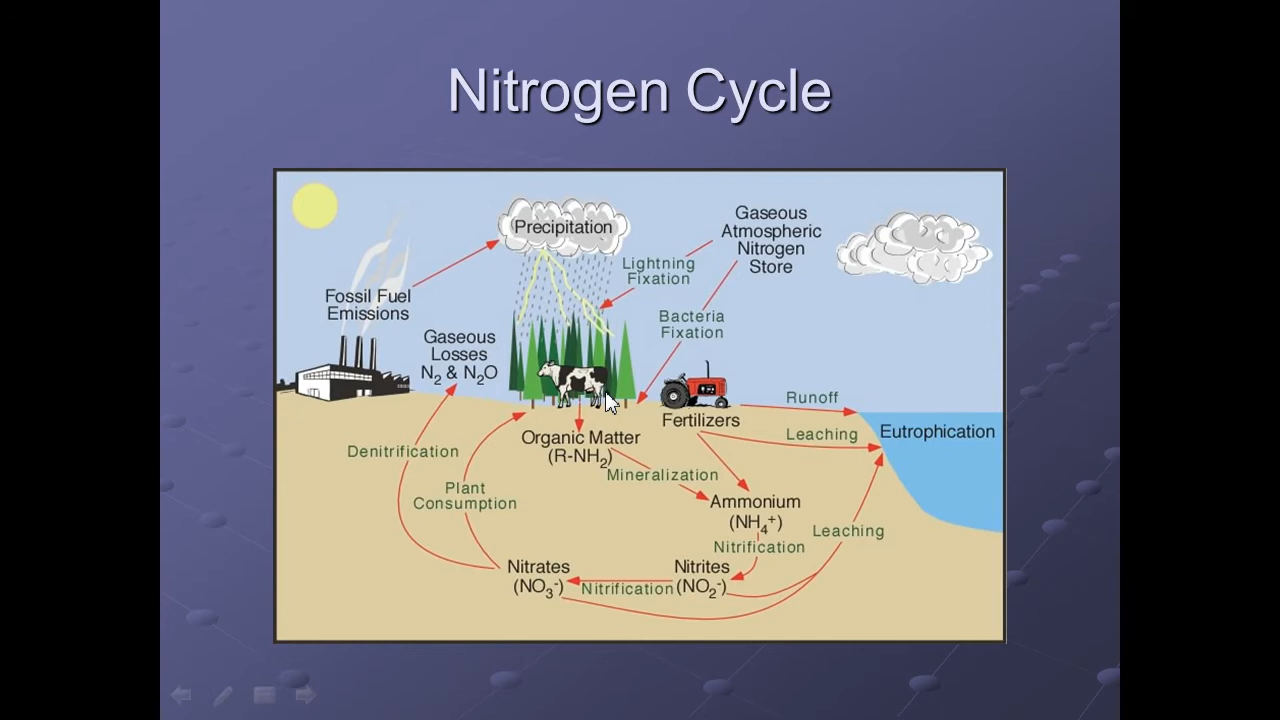 Nitrogen Cycle
Precipitation
Gaseous
Atmospheric
Nitrogen
Store
Lightning
Fixation
Fossil Fuel
Emissions
Bacteria
Fixation
Gaseous
Losses
N₂ & N₂O
Runoff
Fertilizers
Leaching
Eutrophication
Organic Matter
(R-NH₂)
Denitrification
Mineralization
Plant
Consumption
Ammonium
(NH₄⁺)
Leaching
Nitrification
Nitrates
(NO₃⁻)
Nitrification
Nitrites
(NO₂⁻)